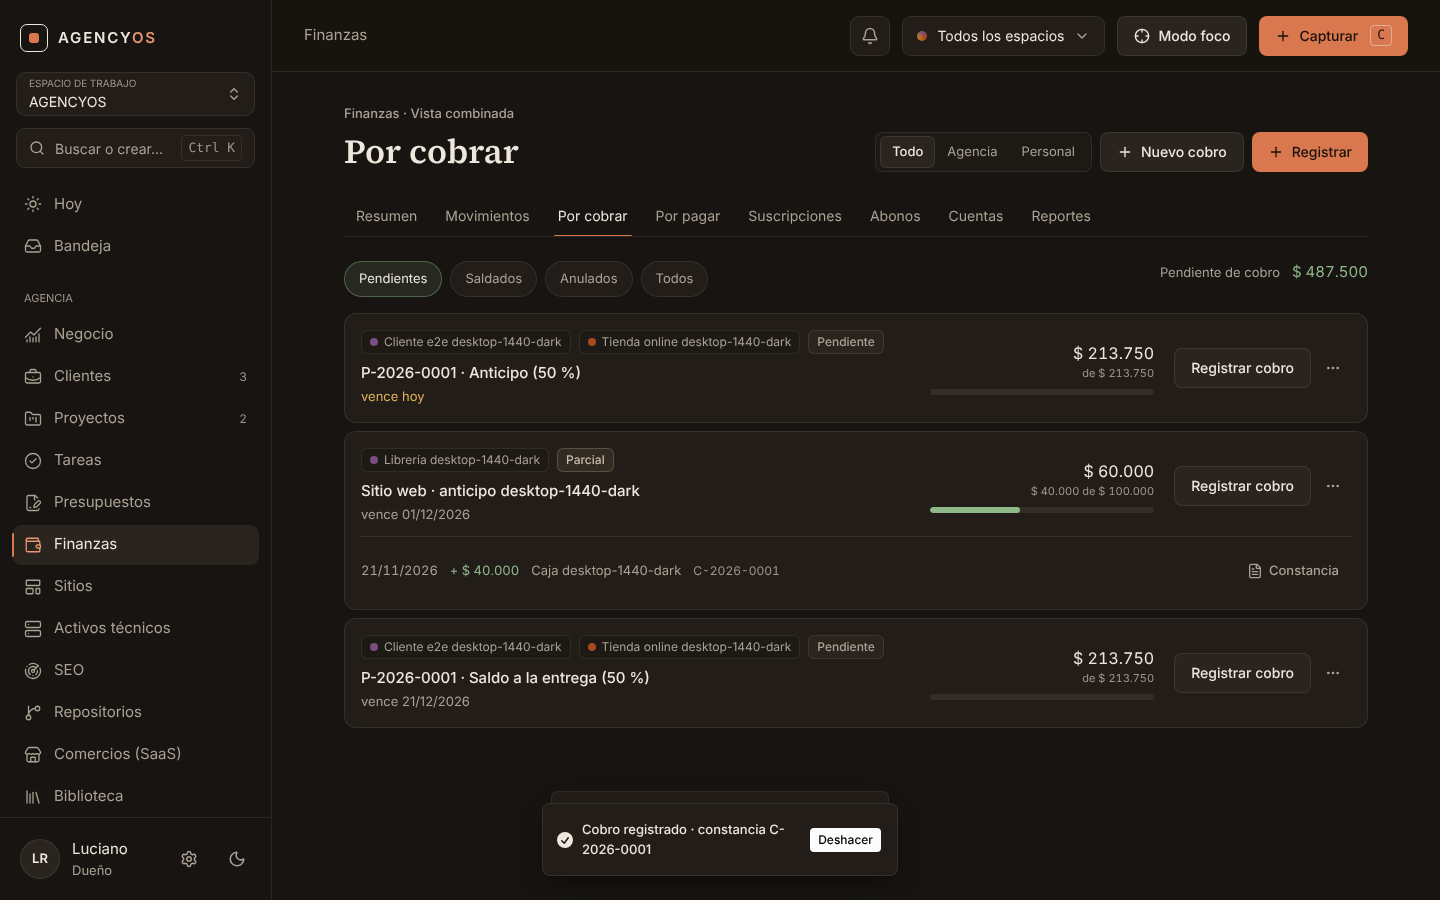 AGENCYOS
ESPACIO DE TRABAJO
AGENCYOS
Buscar o crear... Ctrl K
Hoy
Bandeja
AGENCIA
Negocio
Clientes 3
Proyectos 2
Tareas
Presupuestos
Finanzas
Sitios
Activos técnicos
SEO
Repositorios
Comercios (SaaS)
Biblioteca
LR Luciano
Dueño
Finanzas
Todos los espacios
Modo foco
Capturar C
Finanzas · Vista combinada
Por cobrar
Todo Agencia Personal
Nuevo cobro
Registrar
Resumen Movimientos Por cobrar Por pagar Suscripciones Abonos Cuentas Reportes
Pendientes Saldados Anulados Todos
Pendiente de cobro $ 487.500
Cliente e2e desktop-1440-dark Tienda online desktop-1440-dark Pendiente
P-2026-0001 · Anticipo (50 %)
vence hoy
$ 213.750
de $ 213.750
Registrar cobro
Librería desktop-1440-dark Parcial
Sitio web · anticipo desktop-1440-dark
vence 01/12/2026
$ 60.000
$ 40.000 de $ 100.000
Registrar cobro
21/11/2026 + $ 40.000 Caja desktop-1440-dark C-2026-0001
Constancia
Cliente e2e desktop-1440-dark Tienda online desktop-1440-dark Pendiente
P-2026-0001 · Saldo a la entrega (50 %)
vence 21/12/2026
$ 213.750
de $ 213.750
Registrar cobro
Cobro registrado · constancia C-
2026-0001
Deshacer